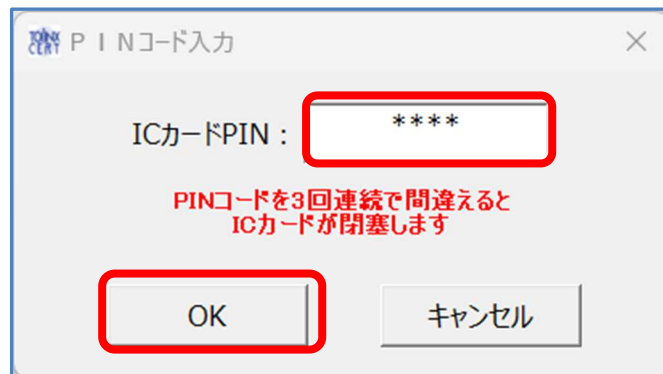 TOiNX CERT
ＰＩＮコード入力
ICカードPIN：
****
PINコードを3回連続で間違えると
ICカードが閉塞します
OK
キャンセル